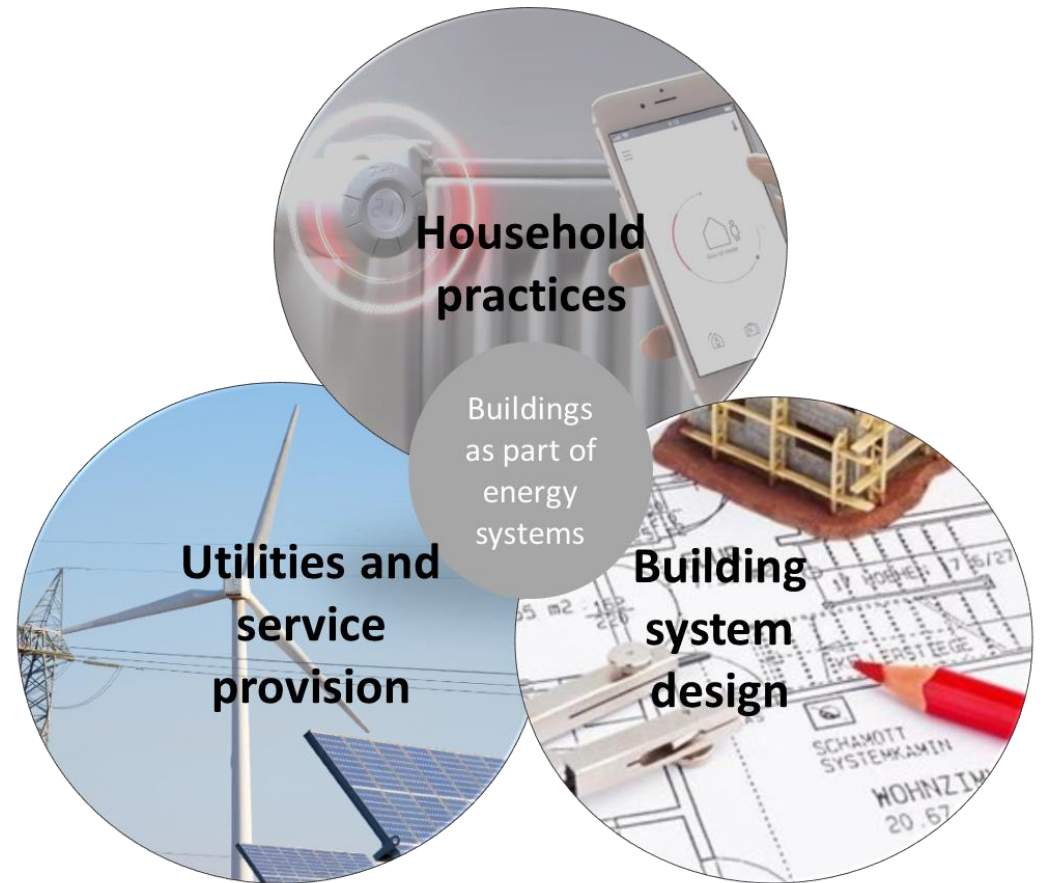 21
Household
practices
Buildings
as part of
energy
systems
Utilities and
service
provision
Building
system
design
SCHAMOTT
SYSTEMKAMIN
20.67